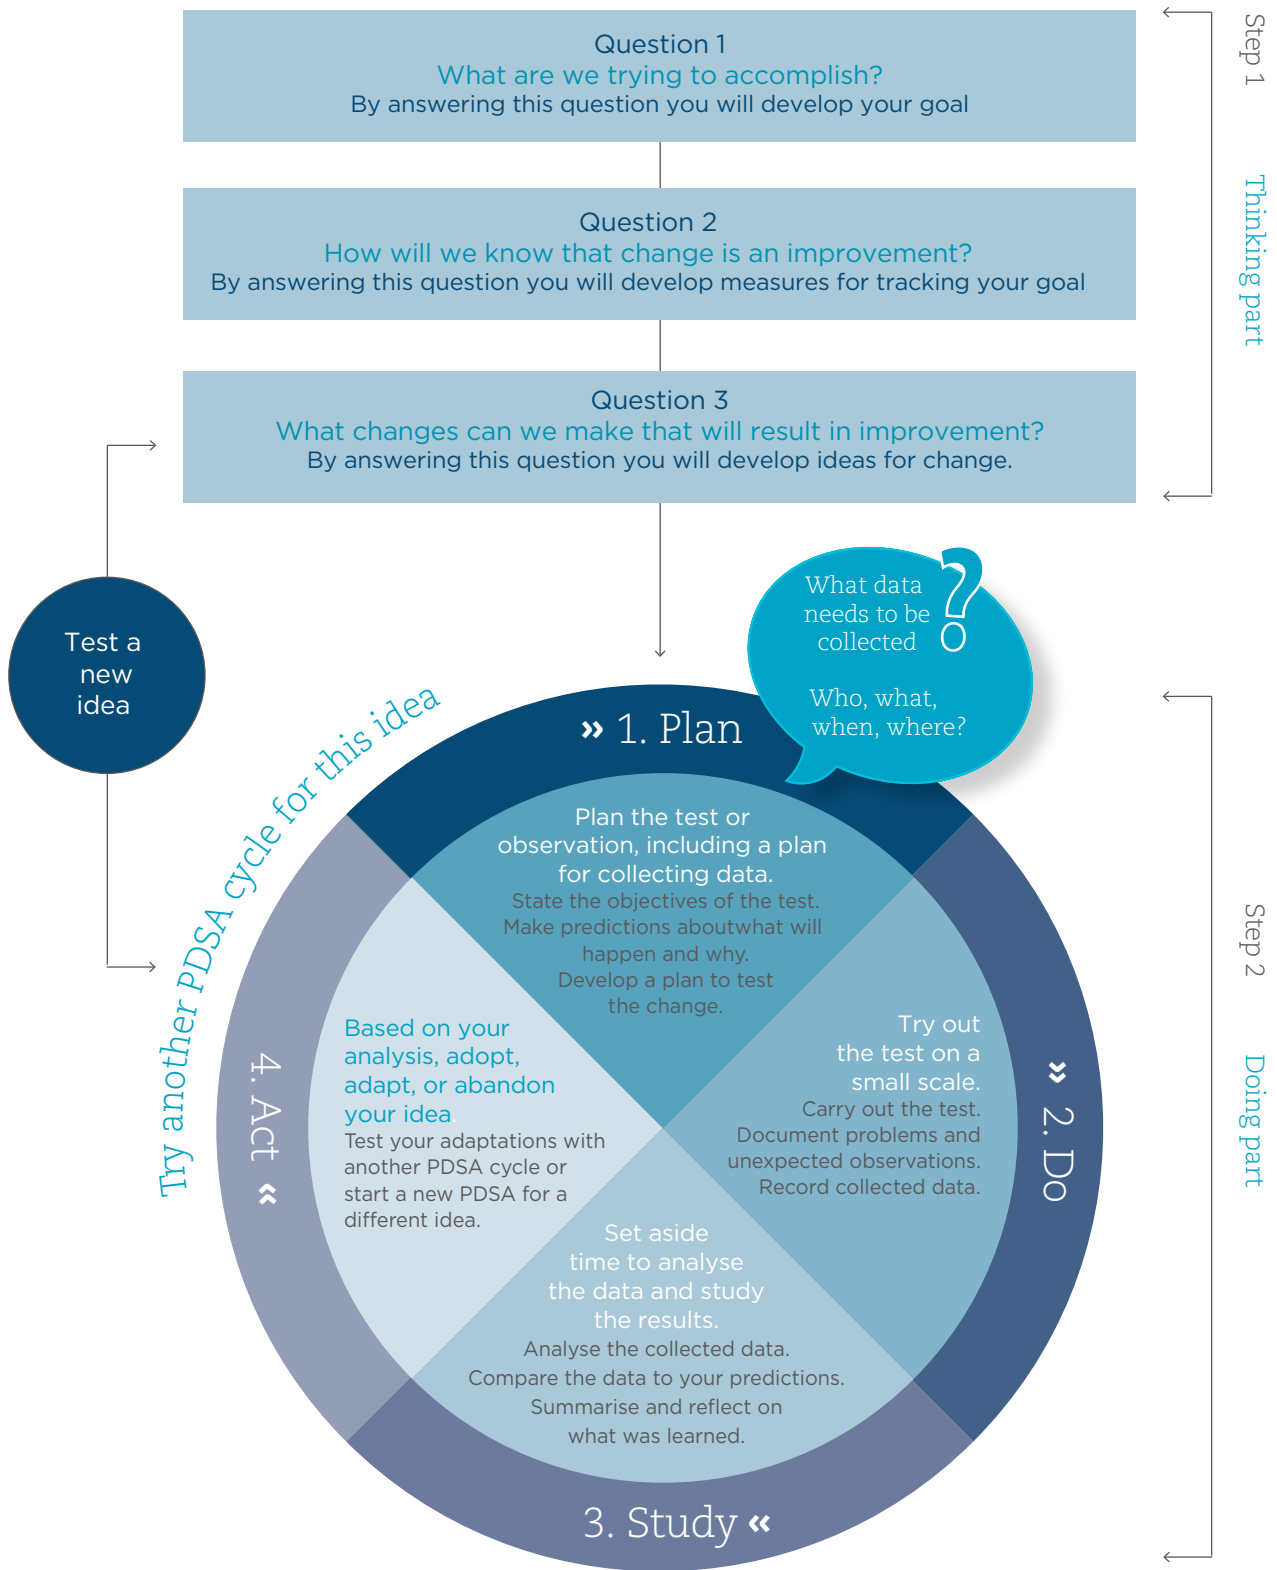 Question 1
What are we trying to accomplish?
By answering this question you will develop your goal
Step 1
Thinking part
Question 2
How will we know that change is an improvement?
By answering this question you will develop measures for tracking your goal
Question 3
What changes can we make that will result in improvement?
By answering this question you will develop ideas for change.
Test a
new
idea
What data
needs to be
collected ?
Who, what,
when, where?
Try another PDSA cycle for this idea
Step 2
Doing part
» 1. Plan
Plan the test or
observation, including a plan
for collecting data.
State the objectives of the test.
Make predictions aboutwhat will
happen and why.
Develop a plan to test
the change.
» 2. Do
Try out
the test on a
small scale.
Carry out the test.
Document problems and
unexpected observations.
Record collected data.
3. Study «
Set aside
time to analyse
the data and study
the results.
Analyse the collected data.
Compare the data to your predictions.
Summarise and reflect on
what was learned.
4. Act «
Based on your
analysis, adopt,
adapt, or abandon
your idea.
Test your adaptations with
another PDSA cycle or
start a new PDSA for a
different idea.